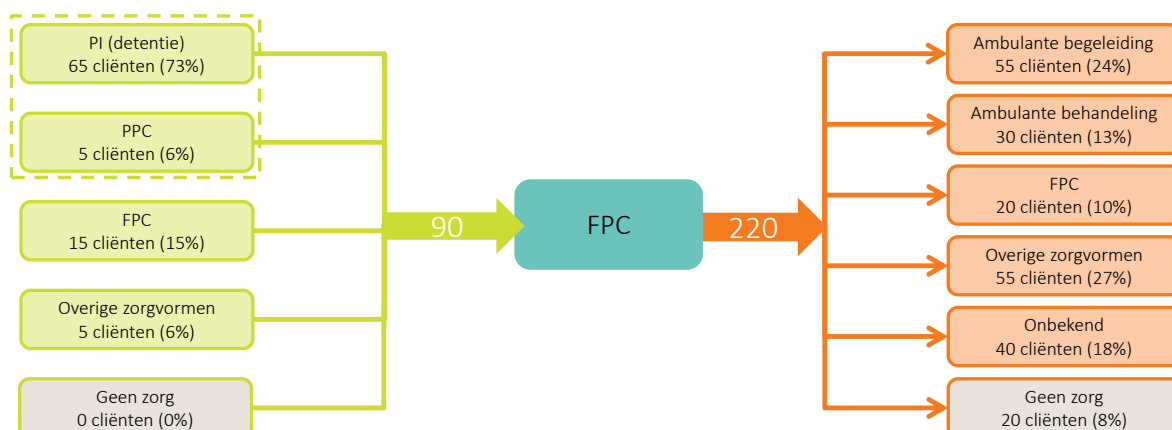 PI (detentie)
65 cliënten (73%)
PPC
5 cliënten (6%)
FPC
15 cliënten (15%)
Overige zorgvormen
5 cliënten (6%)
Geen zorg
0 cliënten (0%)
90
FPC
220
Ambulante begeleiding
55 cliënten (24%)
Ambulante behandeling
30 cliënten (13%)
FPC
20 cliënten (10%)
Overige zorgvormen
55 cliënten (27%)
Onbekend
40 cliënten (18%)
Geen zorg
20 cliënten (8%)